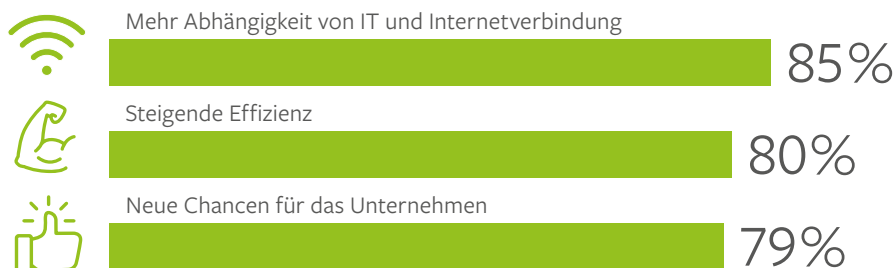 Mehr Abhängigkeit von IT und Internetverbindung
85%
Steigende Effizienz
80%
Neue Chancen für das Unternehmen
79%